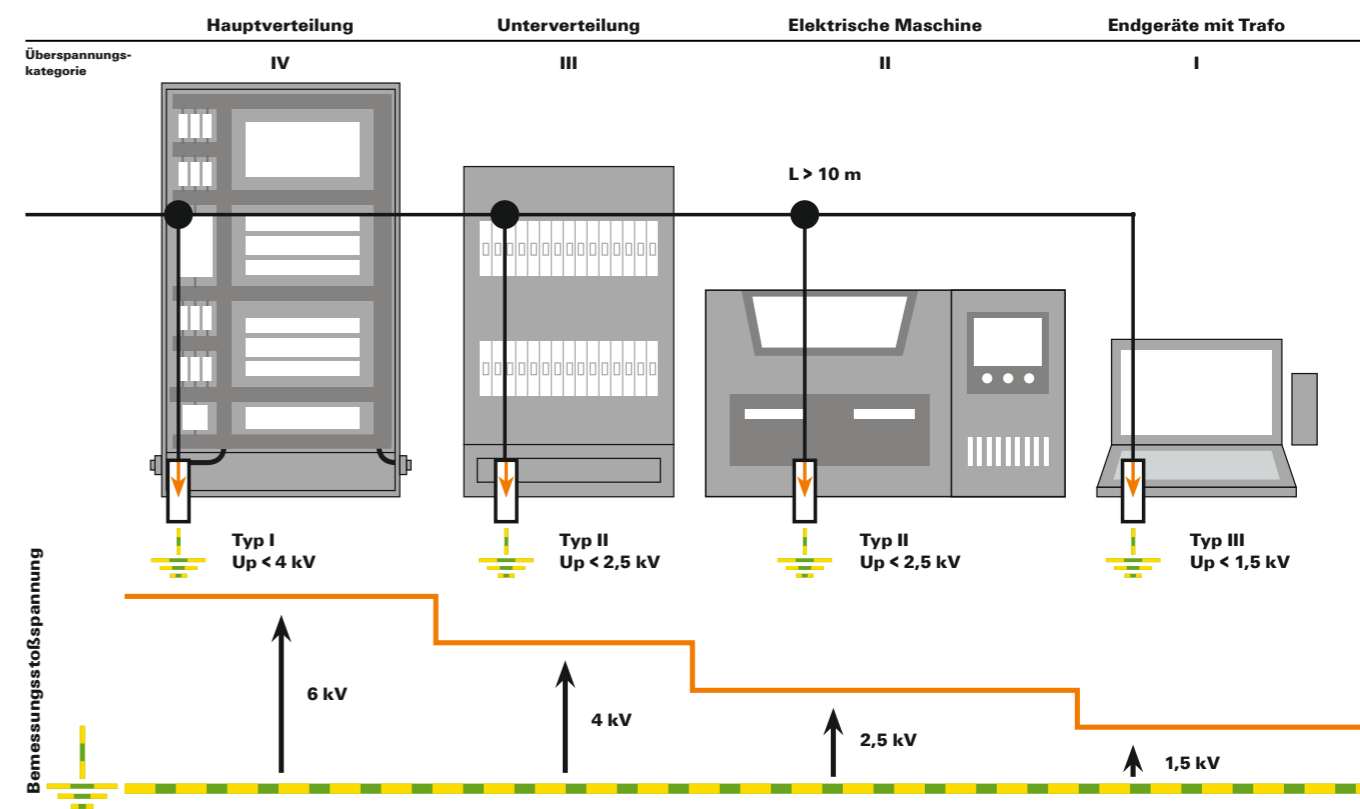 Hauptverteilung
Unterverteilung
Elektrische Maschine
Endgeräte mit Trafo
Überspannungs-
kategorie
IV
III
II
I
L > 10 m
Typ I
Up < 4 kV
Typ II
Up < 2,5 kV
Typ II
Up < 2,5 kV
Typ III
Up < 1,5 kV
Bemessungsstoßspannung
6 kV
4 kV
2,5 kV
1,5 kV